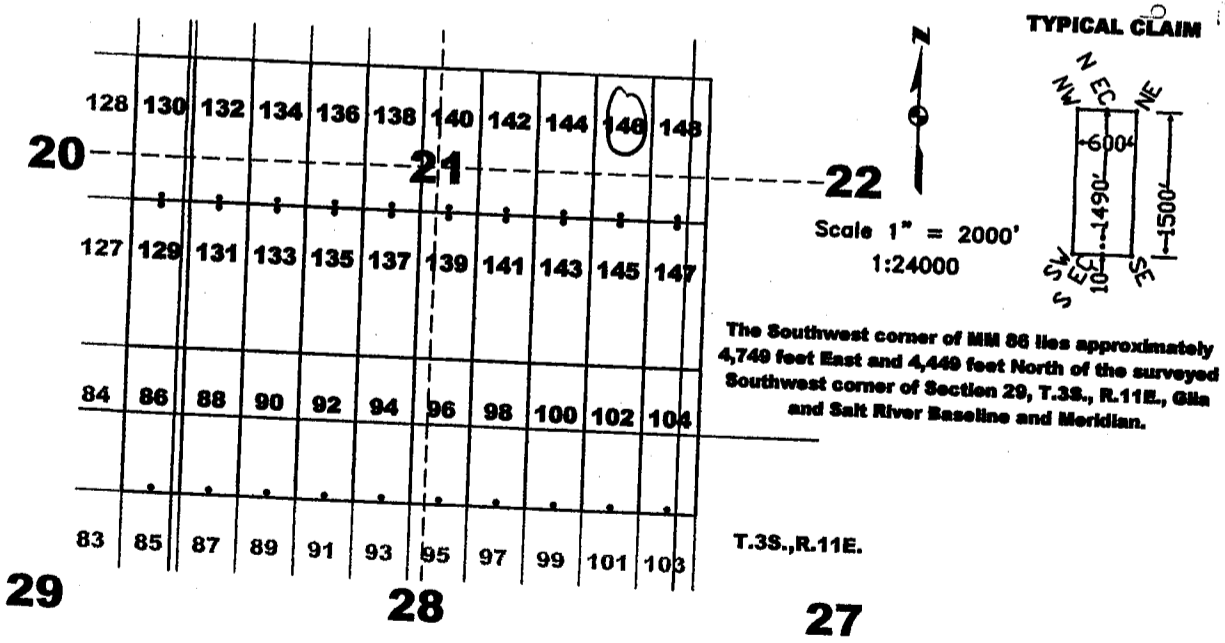 TYPICAL CLAIM
N
NW EC NE
600'
1490'
1500'
10'
SW EC SE
S
128 130 132 134 136 138 140 142 144 146 148
20 21 22
127 129 131 133 135 137 139 141 143 145 147
Scale 1" = 2000'
1:24000
The Southwest corner of MM 86 lies approximately
4,749 feet East and 4,449 feet North of the surveyed
Southwest corner of Section 29, T.3S., R.11E., Gila
and Salt River Baseline and Meridian.
84 86 88 90 92 94 96 98 100 102 104
83 85 87 89 91 93 95 97 99 101 103
T.3S.,R.11E.
29 28 27